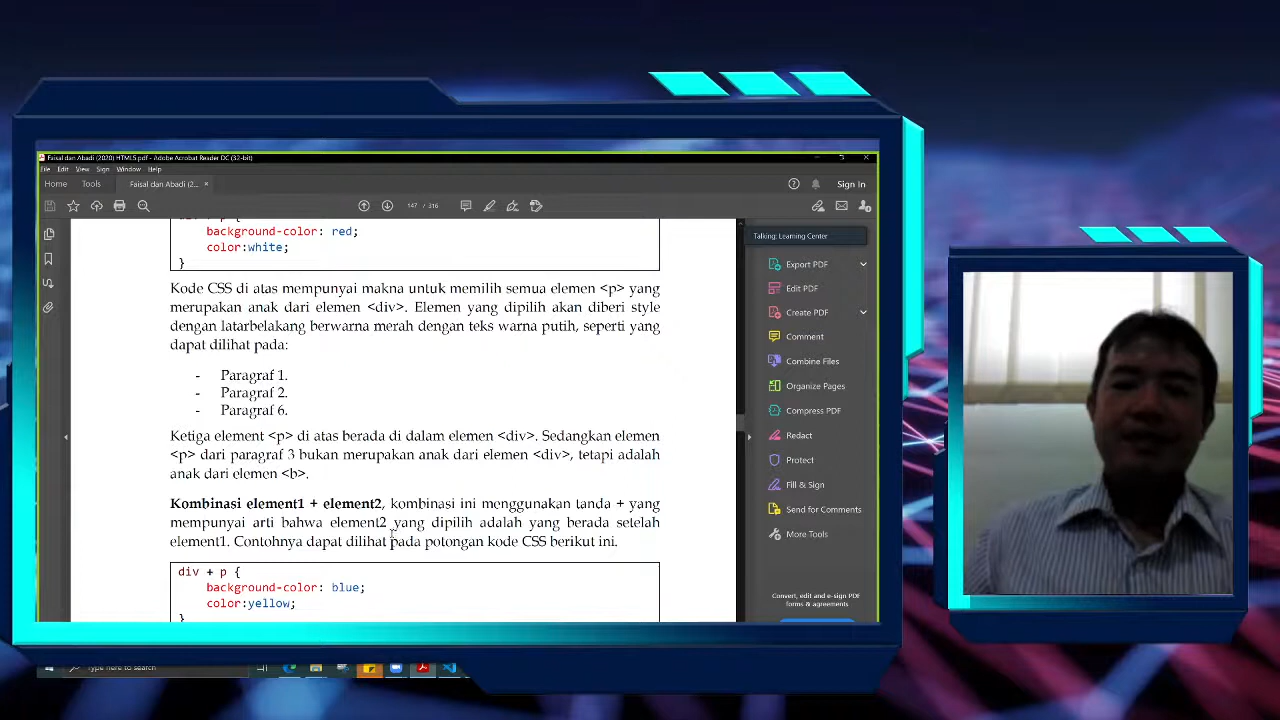 Faisal dan Abadi (2020) HTML5.pdf - Adobe Acrobat Reader DC (32-bit)
File Edit View Sign Window Help
Home Tools Faisal dan Abadi (2... × Sign In
147 / 316
background-color: red;
color:white;
}
Kode CSS di atas mempunyai makna untuk memilih semua elemen <p> yang
merupakan anak dari elemen <div>. Elemen yang dipilih akan diberi style
dengan latarbelakang berwarna merah dengan teks warna putih, seperti yang
dapat dilihat pada:
- Paragraf 1.
- Paragraf 2.
- Paragraf 6.
Ketiga element <p> di atas berada di dalam elemen <div>. Sedangkan elemen
<p> dari paragraf 3 bukan merupakan anak dari elemen <div>, tetapi adalah
anak dari elemen <b>.
Kombinasi element1 + element2, kombinasi ini menggunakan tanda + yang
mempunyai arti bahwa element2 yang dipilih adalah yang berada setelah
element1. Contohnya dapat dilihat pada potongan kode CSS berikut ini.
div + p {
background-color: blue;
color:yellow;
}
Talking: Learning Center
Export PDF
Edit PDF
Create PDF
Comment
Combine Files
Organize Pages
Compress PDF
Redact
Protect
Fill & Sign
Send for Comments
More Tools
Convert, edit and e-sign PDF
forms & agreements
Type here to search